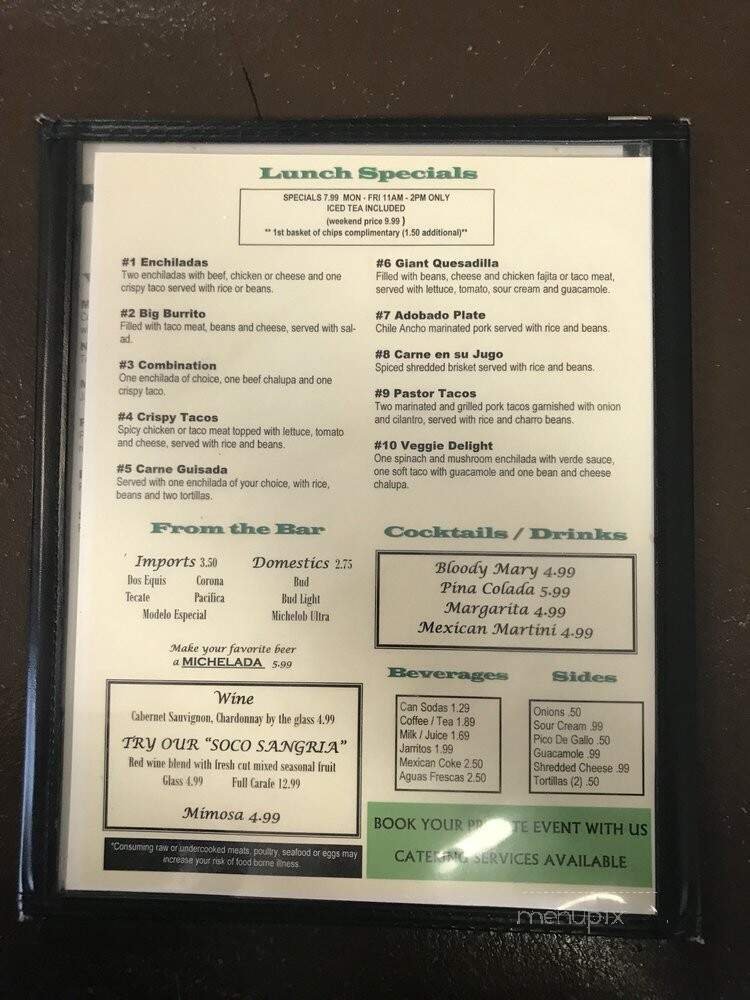 Lunch Specials
SPECIALS 7.99 MON - FRI 11AM - 2PM ONLY
ICED TEA INCLUDED
(weekend price 9.99 )
** 1st basket of chips complimentary (1.50 additional)**
#1 Enchiladas
Two enchiladas with beef, chicken or cheese and one
crispy taco served with rice or beans.
#2 Big Burrito
Filled with taco meat, beans and cheese, served with sal-
ad.
#3 Combination
One enchilada of choice, one beef chalupa and one
crispy taco.
#4 Crispy Tacos
Spicy chicken or taco meat topped with lettuce, tomato
and cheese, served with rice and beans.
#5 Carne Guisada
Served with one enchilada of your choice, with rice,
beans and two tortillas.
#6 Giant Quesadilla
Filled with beans, cheese and chicken fajita or taco meat,
served with lettuce, tomato, sour cream and guacamole.
#7 Adobado Plate
Chile Ancho marinated pork served with rice and beans.
#8 Carne en su Jugo
Spiced shredded brisket served with rice and beans.
#9 Pastor Tacos
Two marinated and grilled pork tacos garnished with onion
and cilantro, served with rice and charro beans.
#10 Veggie Delight
One spinach and mushroom enchilada with verde sauce,
one soft taco with guacamole and one bean and cheese
chalupa.
From the Bar
Imports 3.50
Dos Equis Corona
Tecate Pacifica
Modelo Especial
Domestics 2.75
Bud
Bud Light
Michelob Ultra
Make your favorite beer
a MICHELADA 5.99
Wine
Cabernet Sauvignon, Chardonnay by the glass 4.99
TRY OUR "SOCO SANGRIA"
Red wine blend with fresh cut mixed seasonal fruit
Glass 4.99 Full Carafe 12.99
Mimosa 4.99
*Consuming raw or undercooked meats, poultry, seafood or eggs may
increase your risk of food borne illness.
Cocktails / Drinks
Bloody Mary 4.99
Pina Colada 5.99
Margarita 4.99
Mexican Martini 4.99
Beverages
Can Sodas 1.29
Coffee / Tea 1.89
Milk / Juice 1.69
Jarritos 1.99
Mexican Coke 2.50
Aguas Frescas 2.50
Sides
Onions .50
Sour Cream .99
Pico De Gallo .50
Guacamole .99
Shredded Cheese .99
Tortillas (2) .50
BOOK YOUR PRIVATE EVENT WITH US
CATERING SERVICES AVAILABLE
menupix